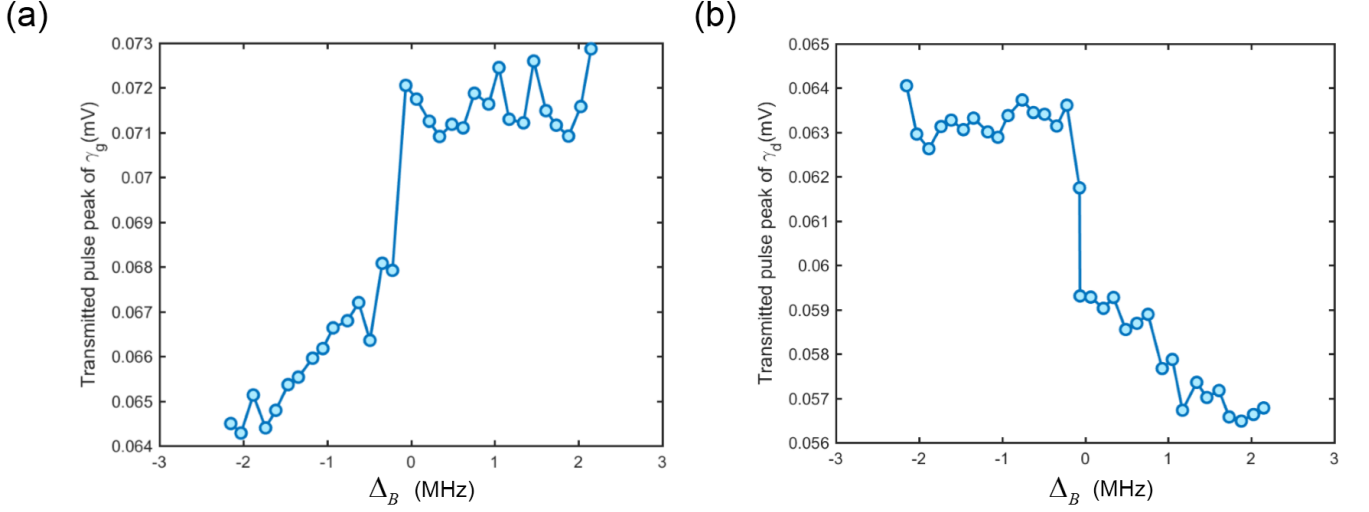 (a)
0.073
0.072
0.071
0.07
0.069
0.068
0.067
0.066
0.065
0.064
Transmitted pulse peak of γg(mV)
-3 -2 -1 0 1 2 3
ΔB (MHz)
(b)
0.065
0.064
0.063
0.062
0.061
0.06
0.059
0.058
0.057
0.056
Transmitted pulse peak of γd(mV)
-3 -2 -1 0 1 2 3
ΔB (MHz)